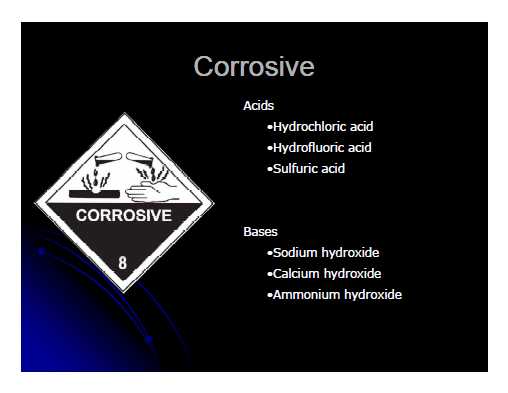 Corrosive
Acids
•Hydrochloric acid
•Hydrofluoric acid
•Sulfuric acid
CORROSIVE
8
Bases
•Sodium hydroxide
•Calcium hydroxide
•Ammonium hydroxide